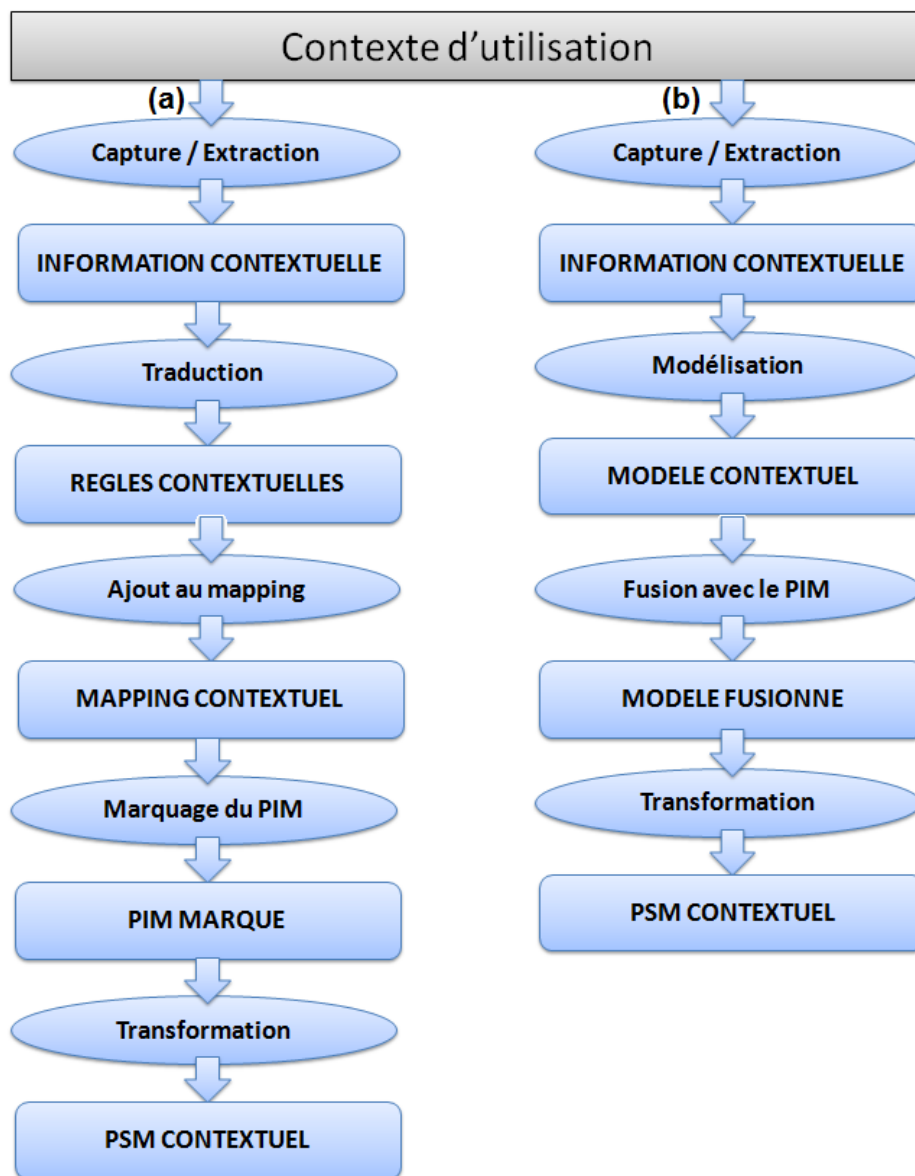 Contexte d'utilisation
(a)
Capture / Extraction
INFORMATION CONTEXTUELLE
Traduction
REGLES CONTEXTUELLES
Ajout au mapping
MAPPING CONTEXTUEL
Marquage du PIM
PIM MARQUE
Transformation
PSM CONTEXTUEL
(b)
Capture / Extraction
INFORMATION CONTEXTUELLE
Modélisation
MODELE CONTEXTUEL
Fusion avec le PIM
MODELE FUSIONNE
Transformation
PSM CONTEXTUEL